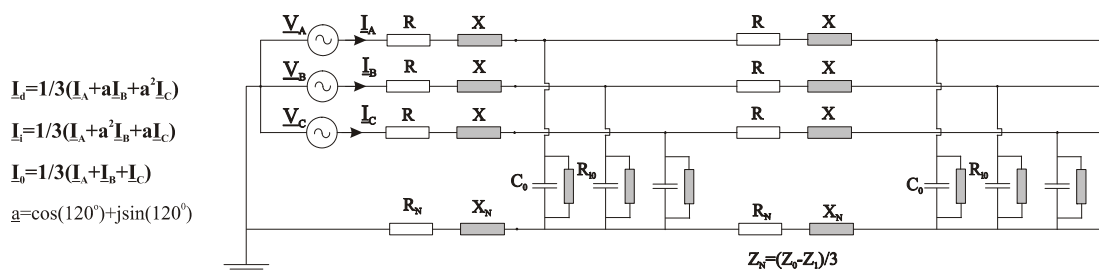 V_A I_A R X R X
V_B I_B R X R X
V_C I_C R X R X
I_d=1/3(I_A+aI_B+a²I_C)
I_i=1/3(I_A+a²I_B+aI_C)
I_0=1/3(I_A+I_B+I_C)
a=cos(120°)+jsin(120⁰)
C_0 R_i0 C_0 R_i0
R_N X_N R_N X_N
Z_N=(Z_0-Z_1)/3